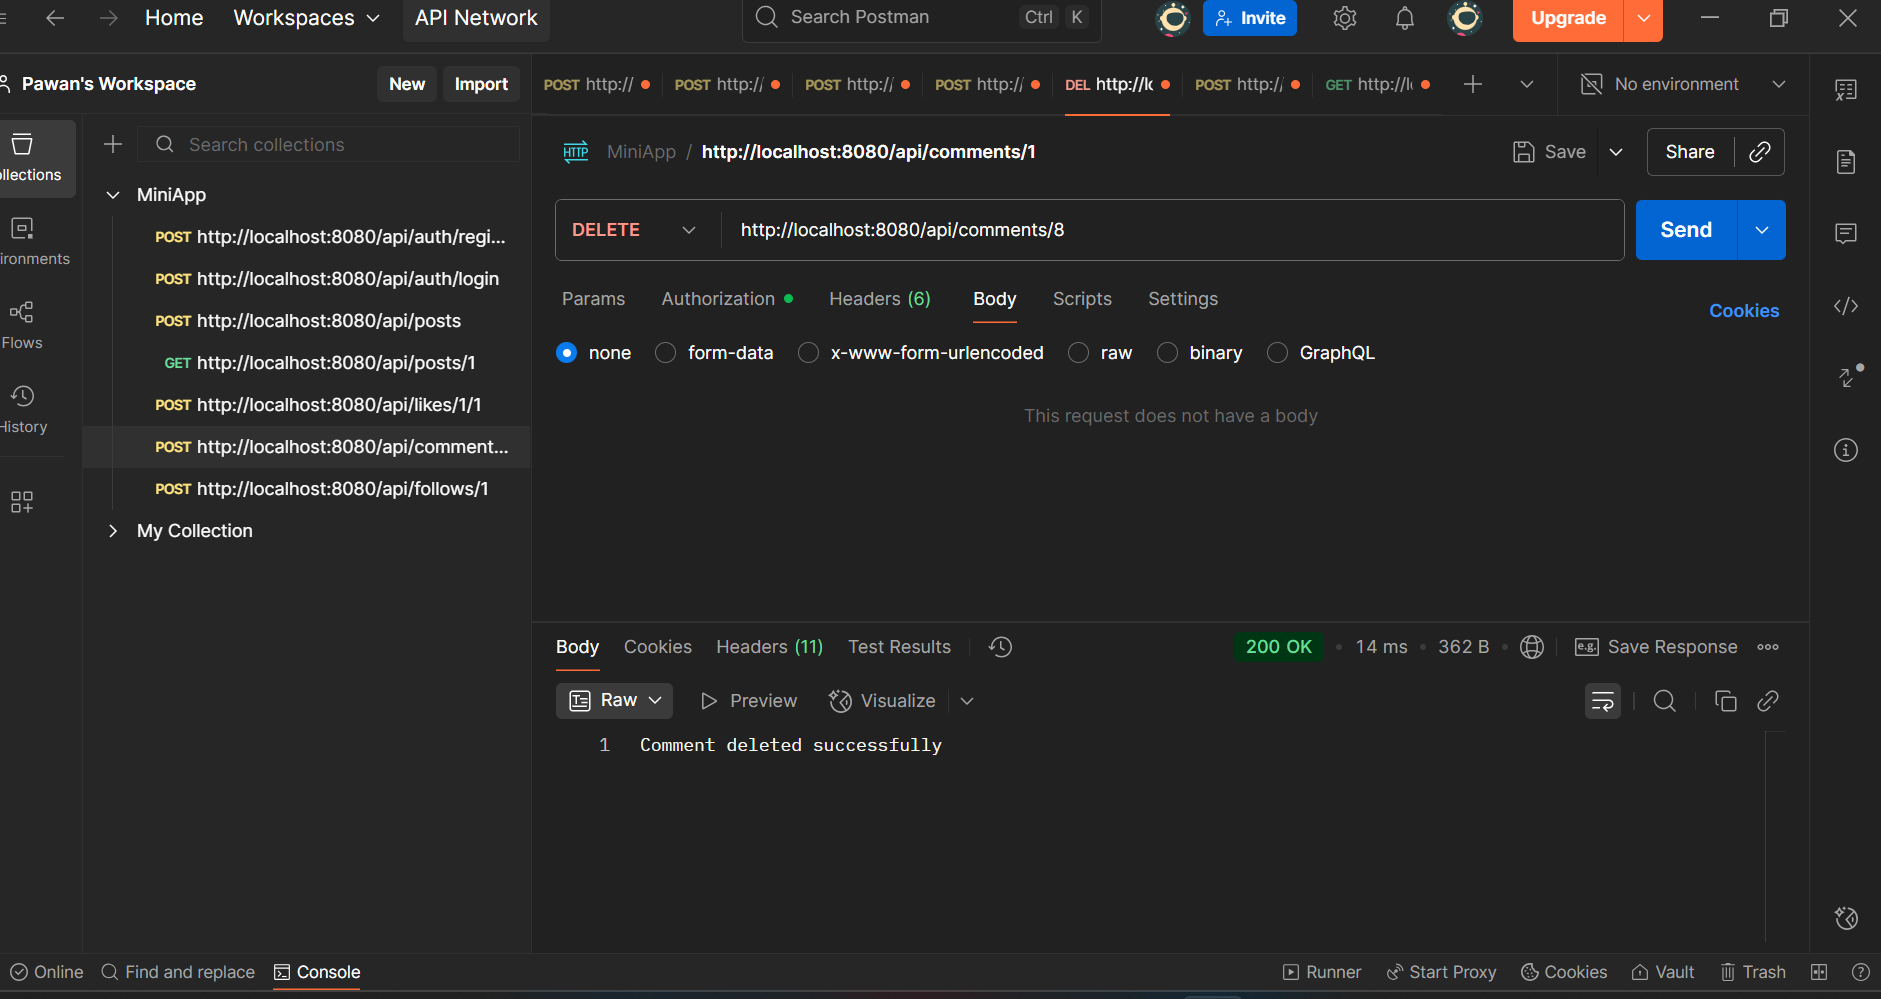 Home Workspaces API Network Search Postman Ctrl K Invite Upgrade
Pawan's Workspace New Import
POST http:// POST http:// POST http:// POST http:// DEL http://lo POST http:// GET http://l No environment
Search collections
MiniApp / http://localhost:8080/api/comments/1 Save Share
llections
MiniApp
POST http://localhost:8080/api/auth/regi...
POST http://localhost:8080/api/auth/login
POST http://localhost:8080/api/posts
GET http://localhost:8080/api/posts/1
POST http://localhost:8080/api/likes/1/1
POST http://localhost:8080/api/comment...
POST http://localhost:8080/api/follows/1
My Collection
ironments
Flows
History
DELETE http://localhost:8080/api/comments/8 Send
Params Authorization Headers (6) Body Scripts Settings Cookies
none form-data x-www-form-urlencoded raw binary GraphQL
This request does not have a body
Body Cookies Headers (11) Test Results 200 OK • 14 ms • 362 B • e.g. Save Response
Raw Preview Visualize
1 Comment deleted successfully
Online Find and replace Console Runner Start Proxy Cookies Vault Trash